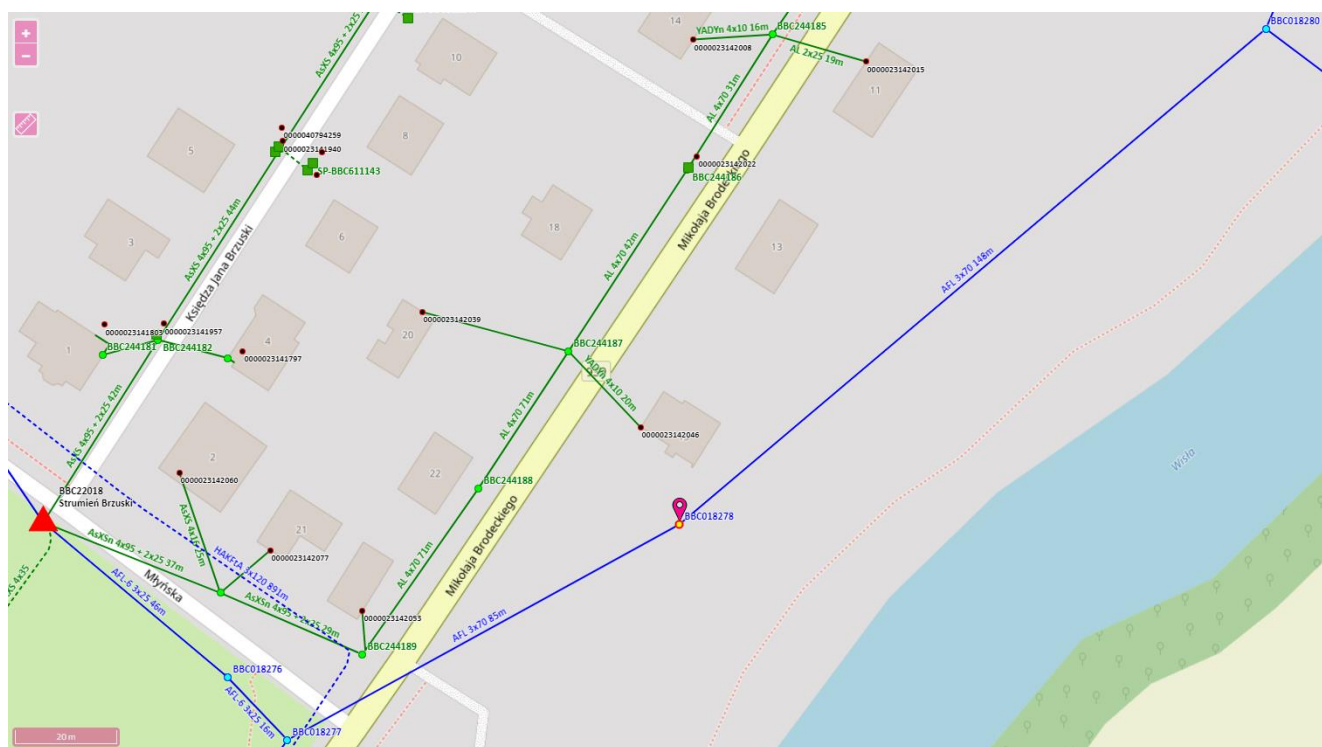 +
−
AsXS 4x95 + 2x25
14
YADYn 4x10 16m
BBC244185
BBC018280
0000023142008
AL 2x25 19m
0000023142015
10
11
AL 4x70 31m
5
8
0000040794259
0000023141940
SP-BBC611143
0000023142022
BBC244186
Mikołaja Brodeckiego
AsXS 4x95 + 2x25 44m
3
6
18
13
AL 4x70 42m
AFL 3x70 148m
Księdza Jana Brzuski
0000023141803
0000023141957
BBC244181
BBC244182
1
4
0000023141797
0000023142039
20
BBC244187
YADYn 4x10 20m
AsXS 4x95 + 2x25 42m
AL 4x70 71m
0000023142046
2
22
Wisła
0000023142060
BBC22018
Strumień Brzuski
BBC244188
BBC018278
21
AsXSn 4x95 + 2x25 37m
AsXS 4x16 25m
HAKFtA 3x120 891m
0000023142077
Mikołaja Brodeckiego
AL 4x70 71m
XS 4x35
Młyńska
AFL-6 3x25 46m
AsXSn 4x95 + 2x25 29m
0000023142053
AFL 3x70 85m
BBC244189
BBC018276
AFL-6 3x25 16m
BBC018277
20 m